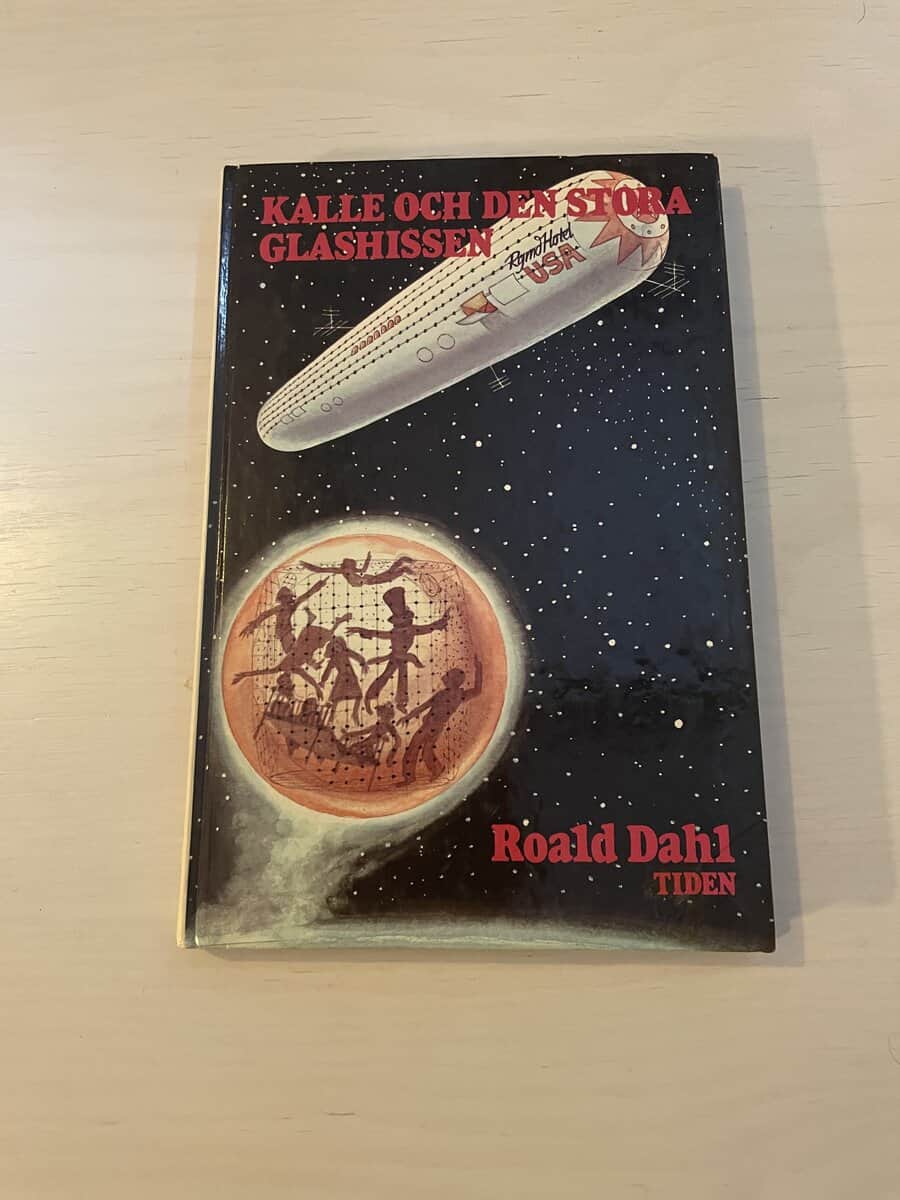 KALLE OCH DEN STORA
GLASHISSEN
Rymd Hotel
USA
Roald Dahl
TIDEN